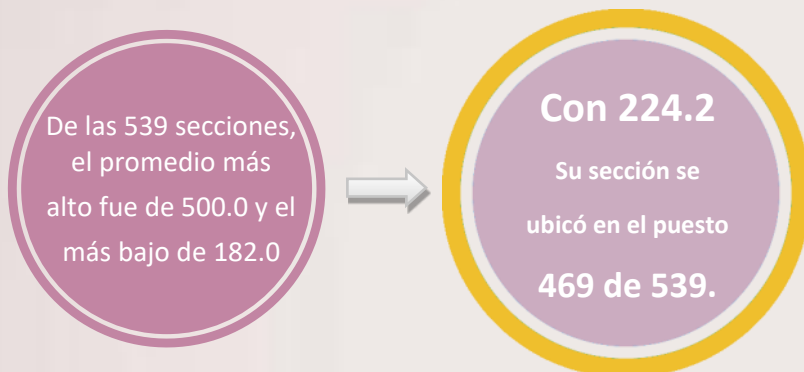 De las 539 secciones,
el promedio más
alto fue de 500.0 y el
más bajo de 182.0
Con 224.2
Su sección se
ubicó en el puesto
469 de 539.